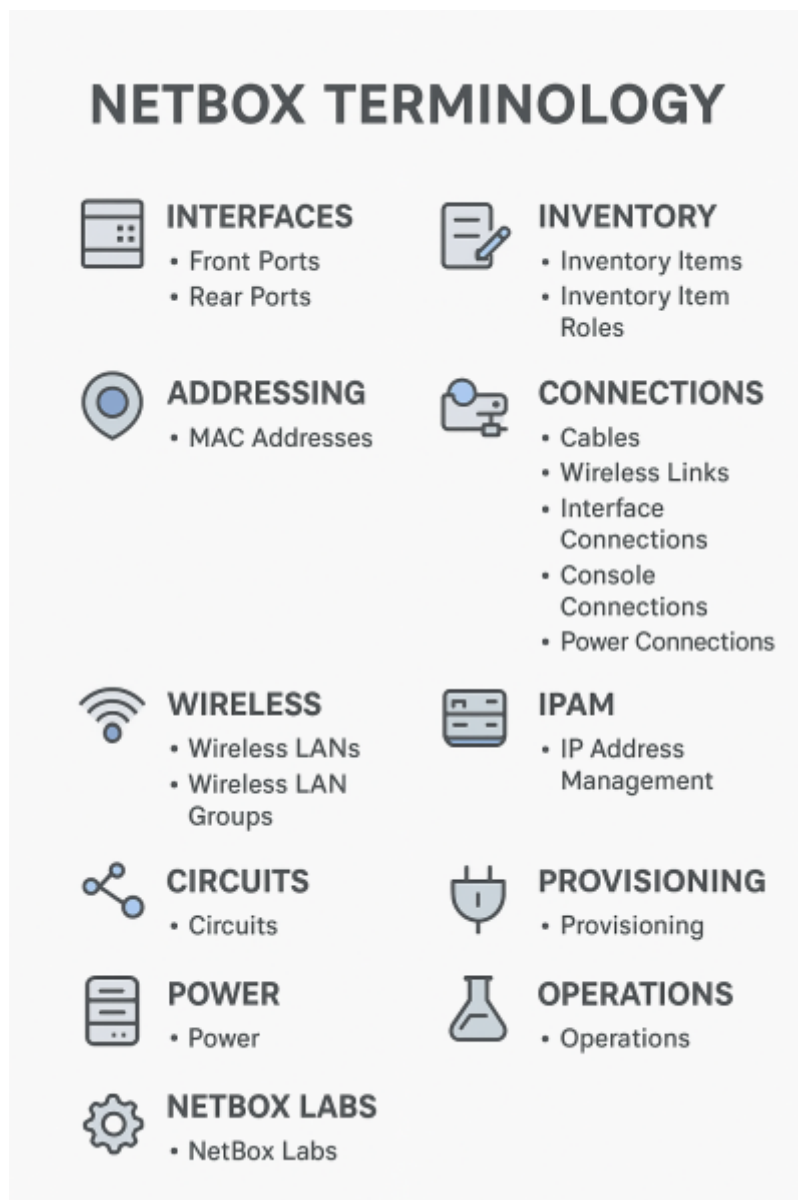 NETBOX TERMINOLOGY
INTERFACES
• Front Ports
• Rear Ports
INVENTORY
• Inventory Items
• Inventory Item
Roles
ADDRESSING
• MAC Addresses
CONNECTIONS
• Cables
• Wireless Links
• Interface
Connections
• Console
Connections
• Power Connections
WIRELESS
• Wireless LANs
• Wireless LAN
Groups
IPAM
• IP Address
Management
CIRCUITS
• Circuits
PROVISIONING
• Provisioning
POWER
• Power
OPERATIONS
• Operations
NETBOX LABS
• NetBox Labs